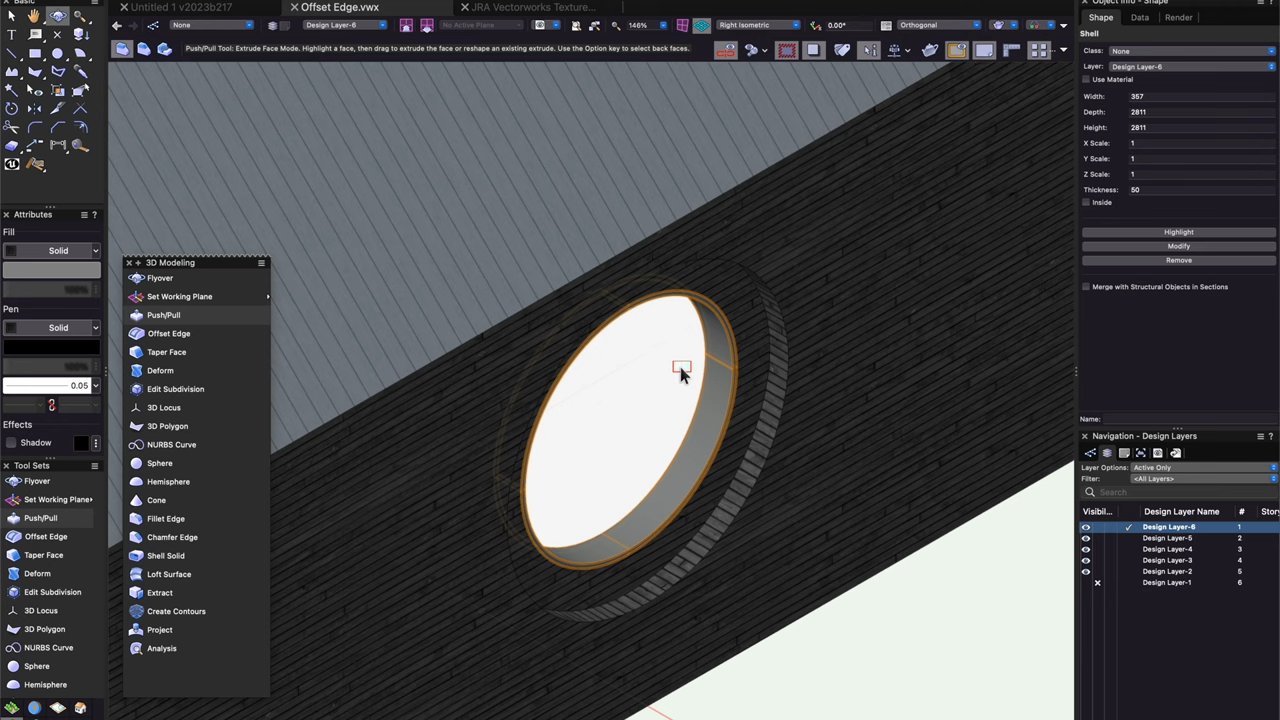 Basic
Untitled 1 v2023b217
Offset Edge.vwx
JRA Vectorworks Texture...
None
Design Layer-6
No Active Plane
146%
Right Isometric
0.00°
Orthogonal
Push/Pull Tool: Extrude Face Mode. Highlight a face, then drag to extrude the face or reshape an existing extrude. Use the Option key to select back faces.
Attributes
Fill
Solid
100%
Pen
Solid
100%
0.05
Effects
Shadow
Tool Sets
Flyover
Set Working Plane
Push/Pull
Offset Edge
Taper Face
Deform
Edit Subdivision
3D Locus
3D Polygon
NURBS Curve
Sphere
Hemisphere
3D Modeling
Flyover
Set Working Plane
Push/Pull
Offset Edge
Taper Face
Deform
Edit Subdivision
3D Locus
3D Polygon
NURBS Curve
Sphere
Hemisphere
Cone
Fillet Edge
Chamfer Edge
Shell Solid
Loft Surface
Extract
Create Contours
Project
Analysis
Object Info - Shape
Shape
Data
Render
Shell
Class: None
Layer: Design Layer-6
Use Material
Width: 357
Depth: 2811
Height: 2811
X Scale: 1
Y Scale: 1
Z Scale: 1
Thickness: 50
Inside
Highlight
Modify
Remove
Merge with Structural Objects in Sections
Name:
Navigation - Design Layers
Layer Options: Active Only
Filter: <All Layers>
Search
Visibil... Design Layer Name # Story
Design Layer-6 1
Design Layer-5 2
Design Layer-4 3
Design Layer-3 4
Design Layer-2 5
Design Layer-1 6